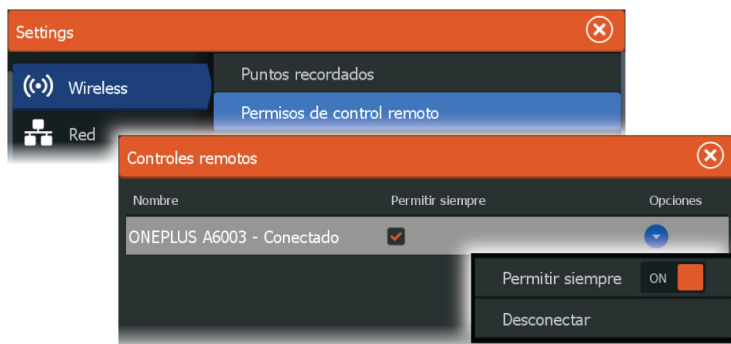 Settings
Wireless
Puntos recordados
Permisos de control remoto
Red
Controles remotos
Nombre Permitir siempre Opciones
ONEPLUS A6003 - Conectado
Permitir siempre ON
Desconectar